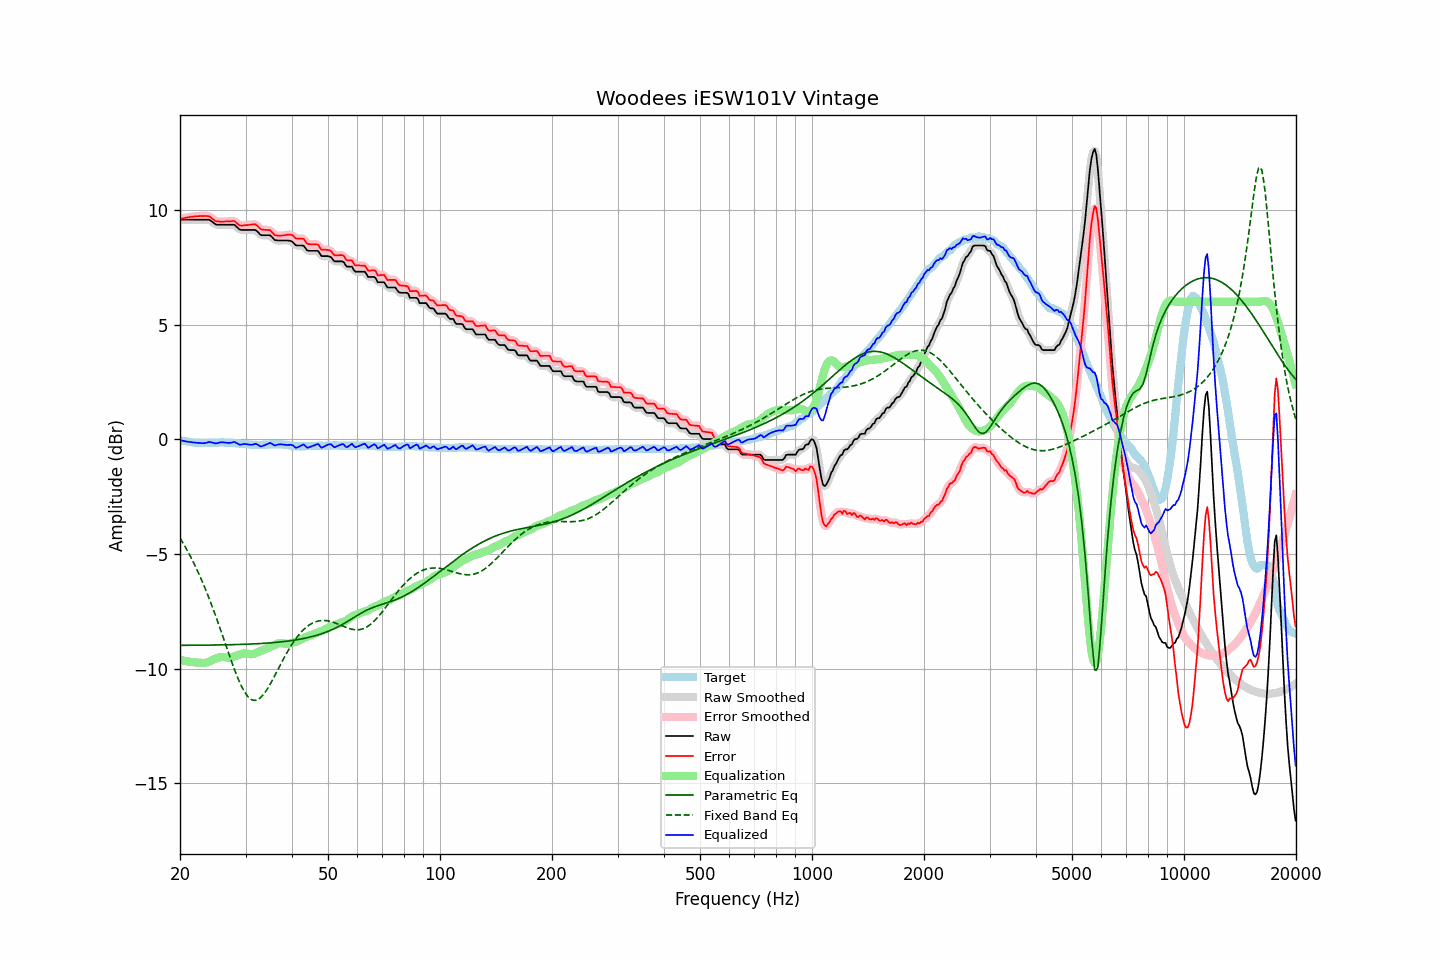 Woodees iESW101V Vintage
Amplitude (dBr)
10
5
0
−5
−10
−15
Target
Raw Smoothed
Error Smoothed
Raw
Error
Equalization
Parametric Eq
Fixed Band Eq
Equalized
20 50 100 200 500 1000 2000 5000 10000 20000
Frequency (Hz)